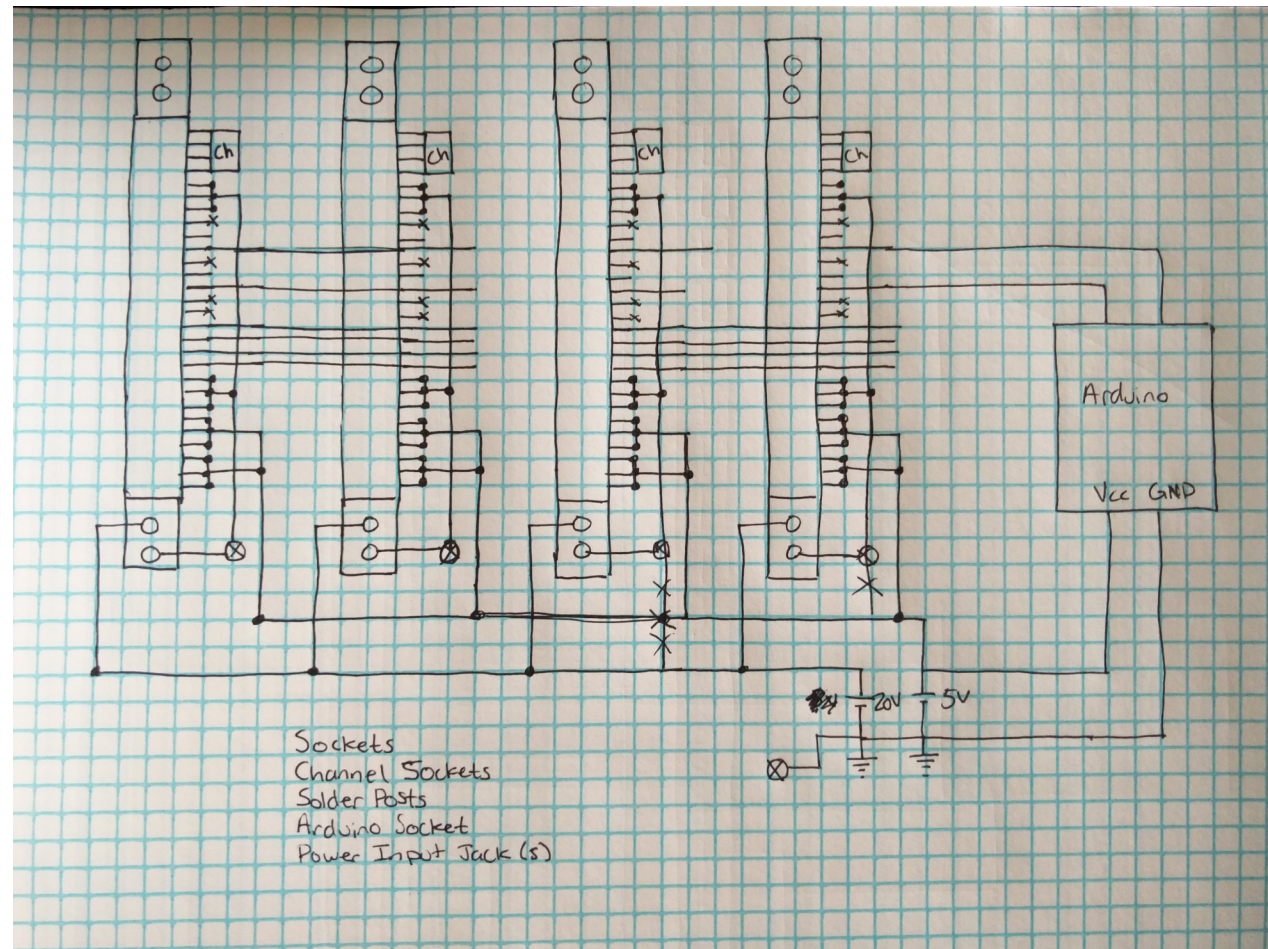 Ch
Ch
Ch
Ch
Arduino
Vcc GND
20V
5V
Sockets
Channel Sockets
Solder Posts
Arduino Socket
Power Input Jack (s)